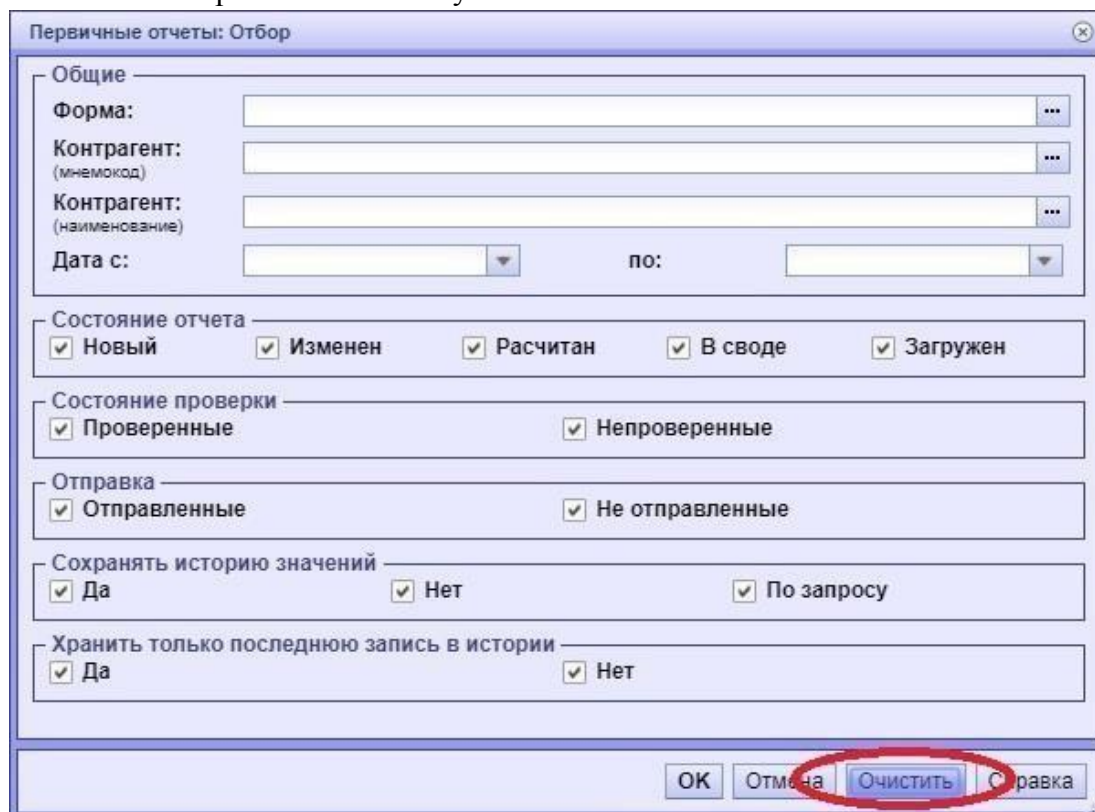 Первичные отчеты: Отбор
Общие
Форма:
Контрагент:
(мнемокод)
Контрагент:
(наименование)
Дата с: по:
Состояние отчета
Новый Изменен Расчитан В своде Загружен
Состояние проверки
Проверенные Непроверенные
Отправка
Отправленные Не отправленные
Сохранять историю значений
Да Нет По запросу
Хранить только последнюю запись в истории
Да Нет
OK Отмена Очистить Справка